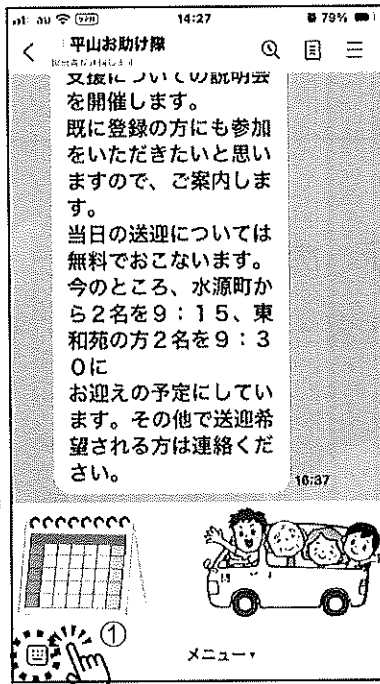 au 14:27 79%
平山お助け隊
支援についての説明会
を開催します。
既に登録の方にも参加
をいただきたいと思い
ますので、ご案内しま
す。
当日の送迎については
無料でおこないます。
今のところ、水源町か
ら2名を9：15、東
和苑の方2名を9：3
0に
お迎えの予定にしてい
ます。その他で送迎希
望される方は連絡くだ
さい。
16:37
①
メニュー▾